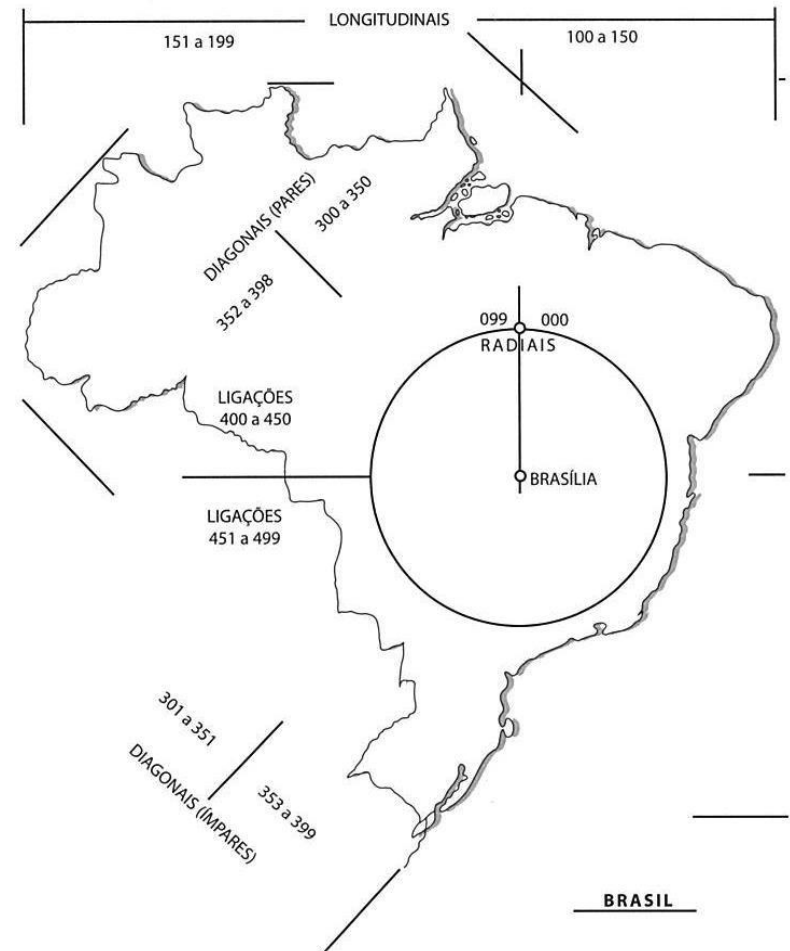 LONGITUDINAIS
151 a 199
100 a 150
DIAGONAIS (PARES)
300 a 350
352 a 398
099
000
RADIAIS
LIGAÇÕES
400 a 450
BRASÍLIA
LIGAÇÕES
451 a 499
301 a 351
DIAGONAIS (ÍMPARES)
353 a 399
BRASIL